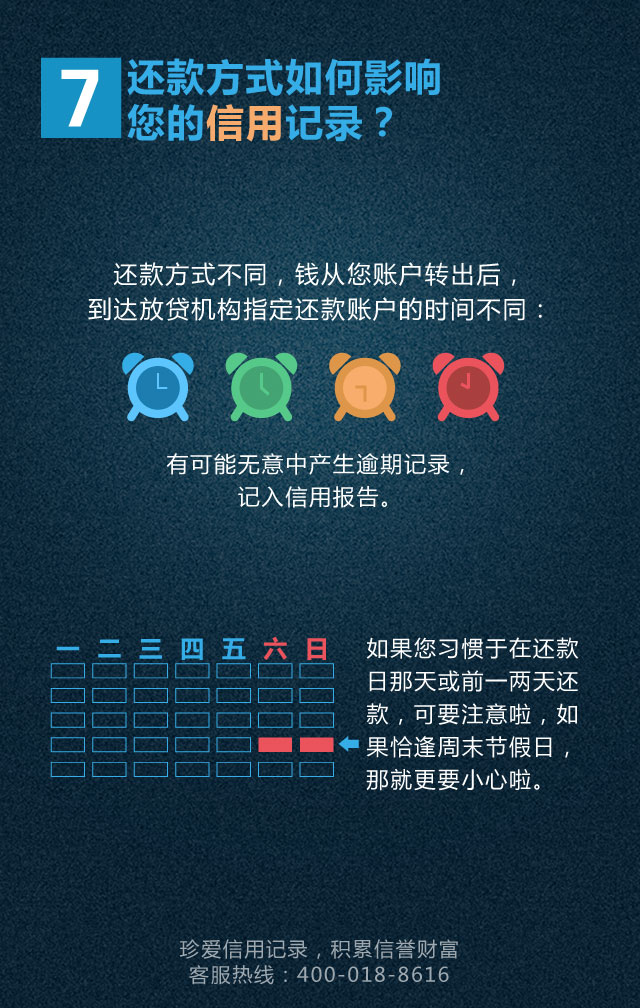 7
还款方式如何影响
您的信用记录？
还款方式不同，钱从您账户转出后，
到达放贷机构指定还款账户的时间不同：
有可能无意中产生逾期记录，
记入信用报告。
一 二 三 四 五 六 日
如果您习惯于在还款
日那天或前一两天还
款，可要注意啦，如
果恰逢周末节假日，
那就更要小心啦。
珍爱信用记录，积累信誉财富
客服热线：400-018-8616